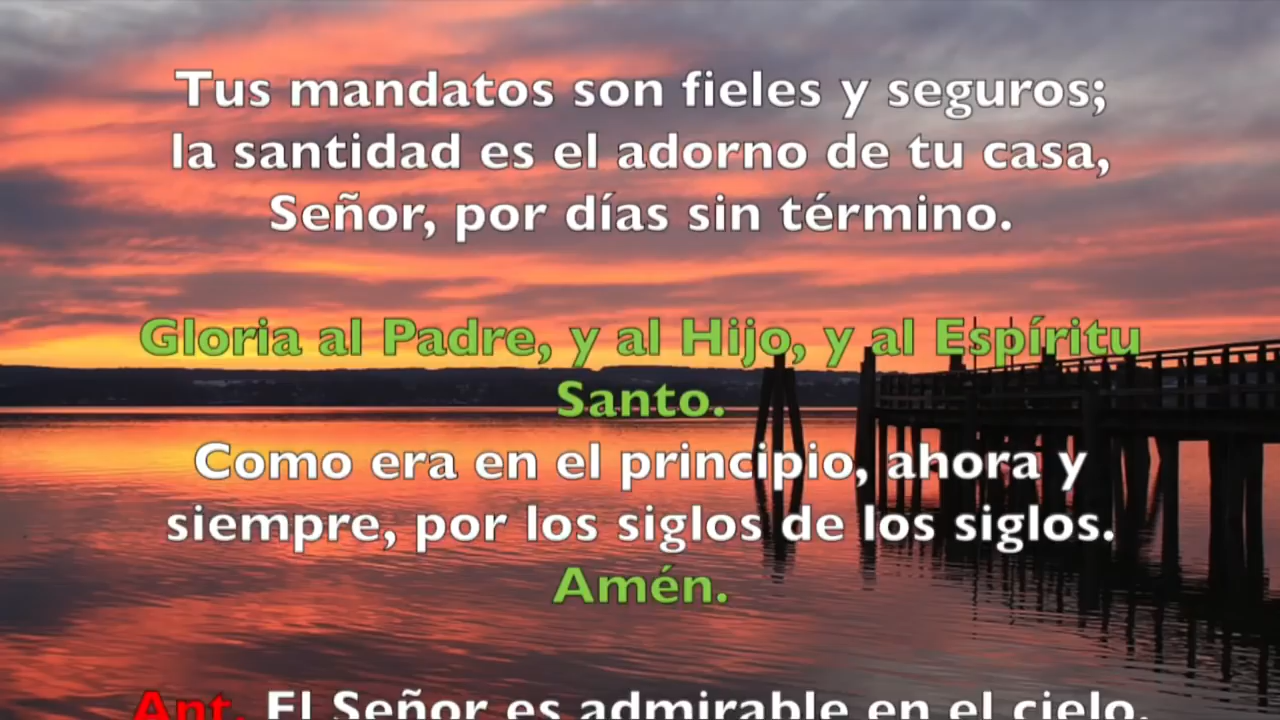 Tus mandatos son fieles y seguros;
la santidad es el adorno de tu casa,
Señor, por días sin término.
Gloria al Padre, y al Hijo, y al Espíritu
Santo.
Como era en el principio, ahora y
siempre, por los siglos de los siglos.
Amén.
Ant. El Señor es admirable en el cielo.